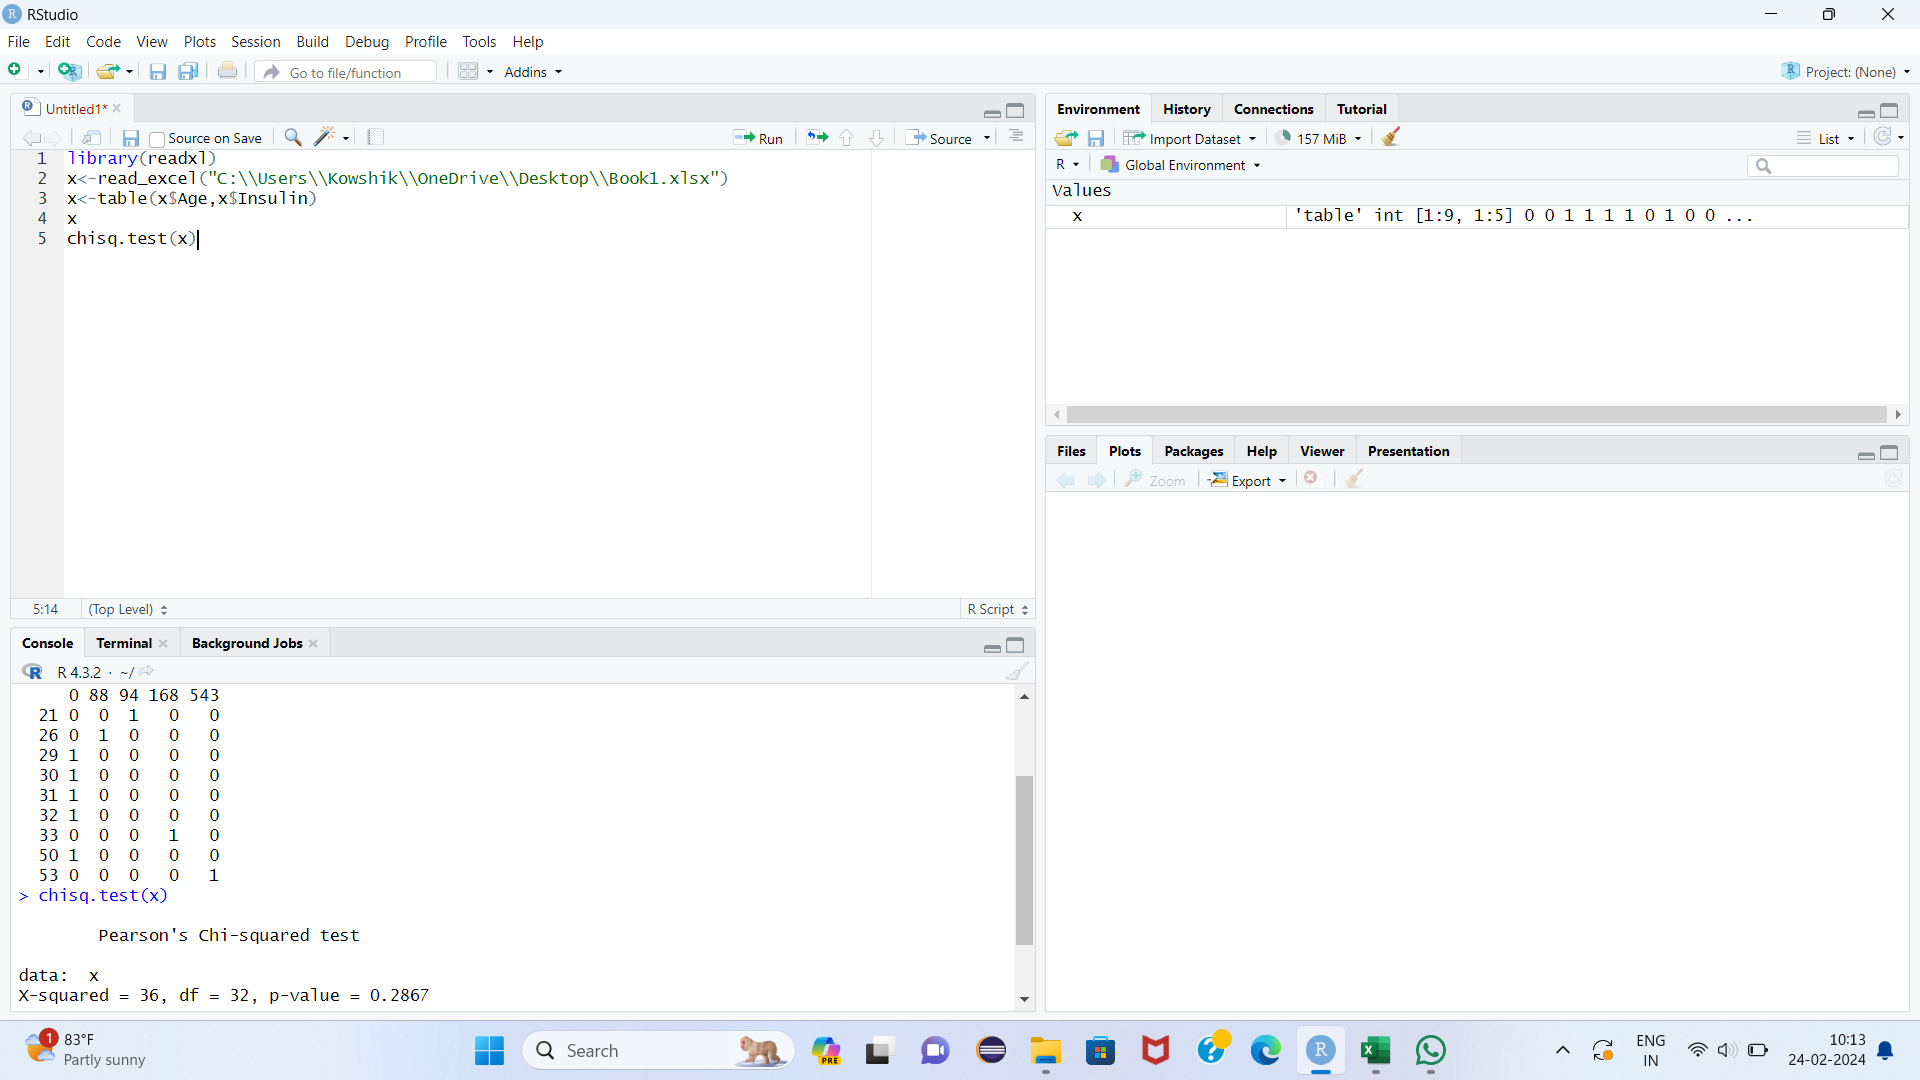 RStudio
File Edit Code View Plots Session Build Debug Profile Tools Help
Go to file/function Addins Project: (None)
Untitled1*
Source on Save Run Source
1 library(readxl)
2 x<-read_excel("C:\\Users\\Kowshik\\OneDrive\\Desktop\\Book1.xlsx")
3 x<-table(x$Age,x$Insulin)
4 x
5 chisq.test(x)
5:14 (Top Level) R Script
Console Terminal Background Jobs
R 4.3.2 · ~/
0 88 94 168 543
21 0 0 1 0 0
26 0 1 0 0 0
29 1 0 0 0 0
30 1 0 0 0 0
31 1 0 0 0 0
32 1 0 0 0 0
33 0 0 0 1 0
50 1 0 0 0 0
53 0 0 0 0 1
> chisq.test(x)
Pearson's Chi-squared test
data: x
X-squared = 36, df = 32, p-value = 0.2867
Environment History Connections Tutorial
Import Dataset 157 MiB List
R Global Environment
Values
x 'table' int [1:9, 1:5] 0 0 1 1 1 1 0 1 0 0 ...
Files Plots Packages Help Viewer Presentation
Zoom Export
1 83°F
Partly sunny
Search
PRE
ENG
IN
10:13
24-02-2024